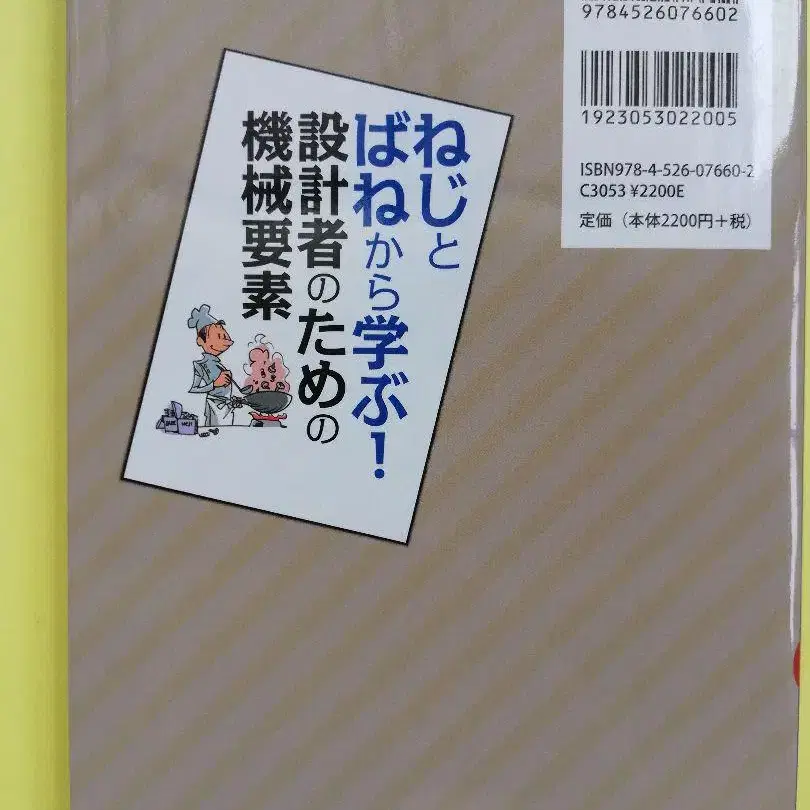 9784526076602
1923053022005
ISBN978-4-526-07660-2
C3053 ¥2200E
定価（本体2200円＋税）
ねじと
ばねから学ぶ！
設計者のための
機械要素